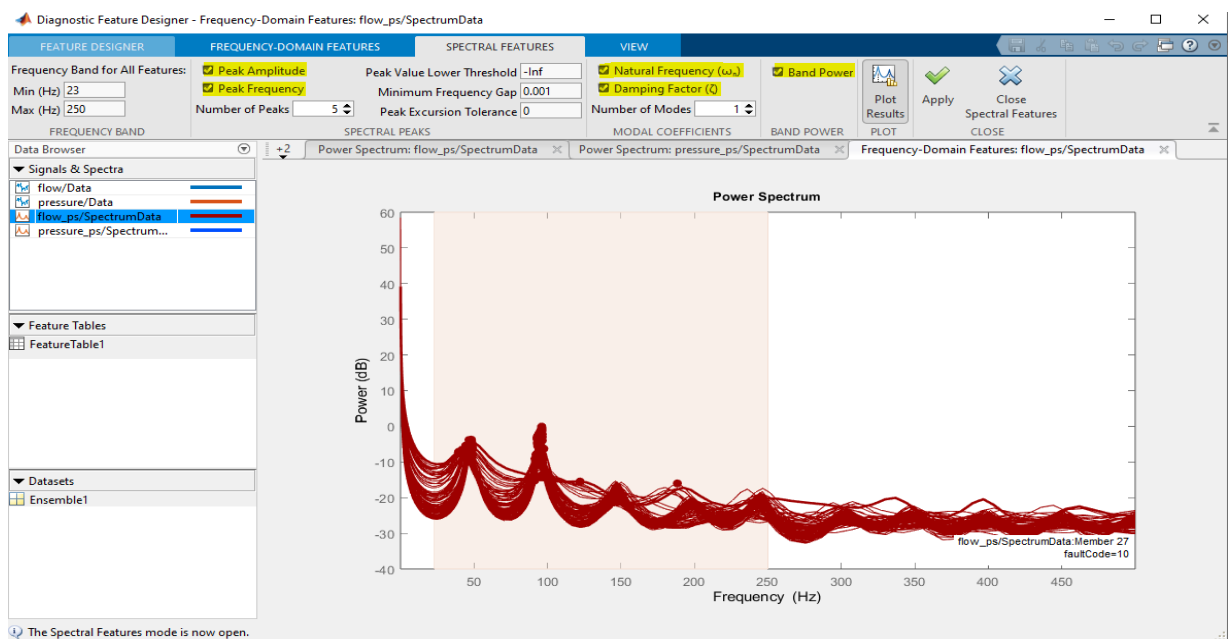 Diagnostic Feature Designer - Frequency-Domain Features: flow_ps/SpectrumData
FEATURE DESIGNER FREQUENCY-DOMAIN FEATURES SPECTRAL FEATURES VIEW
Frequency Band for All Features:
Min (Hz) 23
Max (Hz) 250
FREQUENCY BAND
Peak Amplitude
Peak Frequency
Number of Peaks 5
Peak Value Lower Threshold -Inf
Minimum Frequency Gap 0.001
Peak Excursion Tolerance 0
SPECTRAL PEAKS
Natural Frequency (ωₙ)
Damping Factor (ζ)
Number of Modes 1
MODAL COEFFICIENTS
Band Power
BAND POWER
Plot
Results
PLOT
Apply
Close
Spectral Features
CLOSE
Data Browser
Signals & Spectra
flow/Data
pressure/Data
flow_ps/SpectrumData
pressure_ps/Spectrum...
Feature Tables
FeatureTable1
Datasets
Ensemble1
+2 Power Spectrum: flow_ps/SpectrumData Power Spectrum: pressure_ps/SpectrumData Frequency-Domain Features: flow_ps/SpectrumData
Power Spectrum
Power (dB)
60
50
40
30
20
10
0
-10
-20
-30
-40
flow_ps/SpectrumData:Member 27
faultCode=10
50 100 150 200 250 300 350 400 450
Frequency (Hz)
The Spectral Features mode is now open.